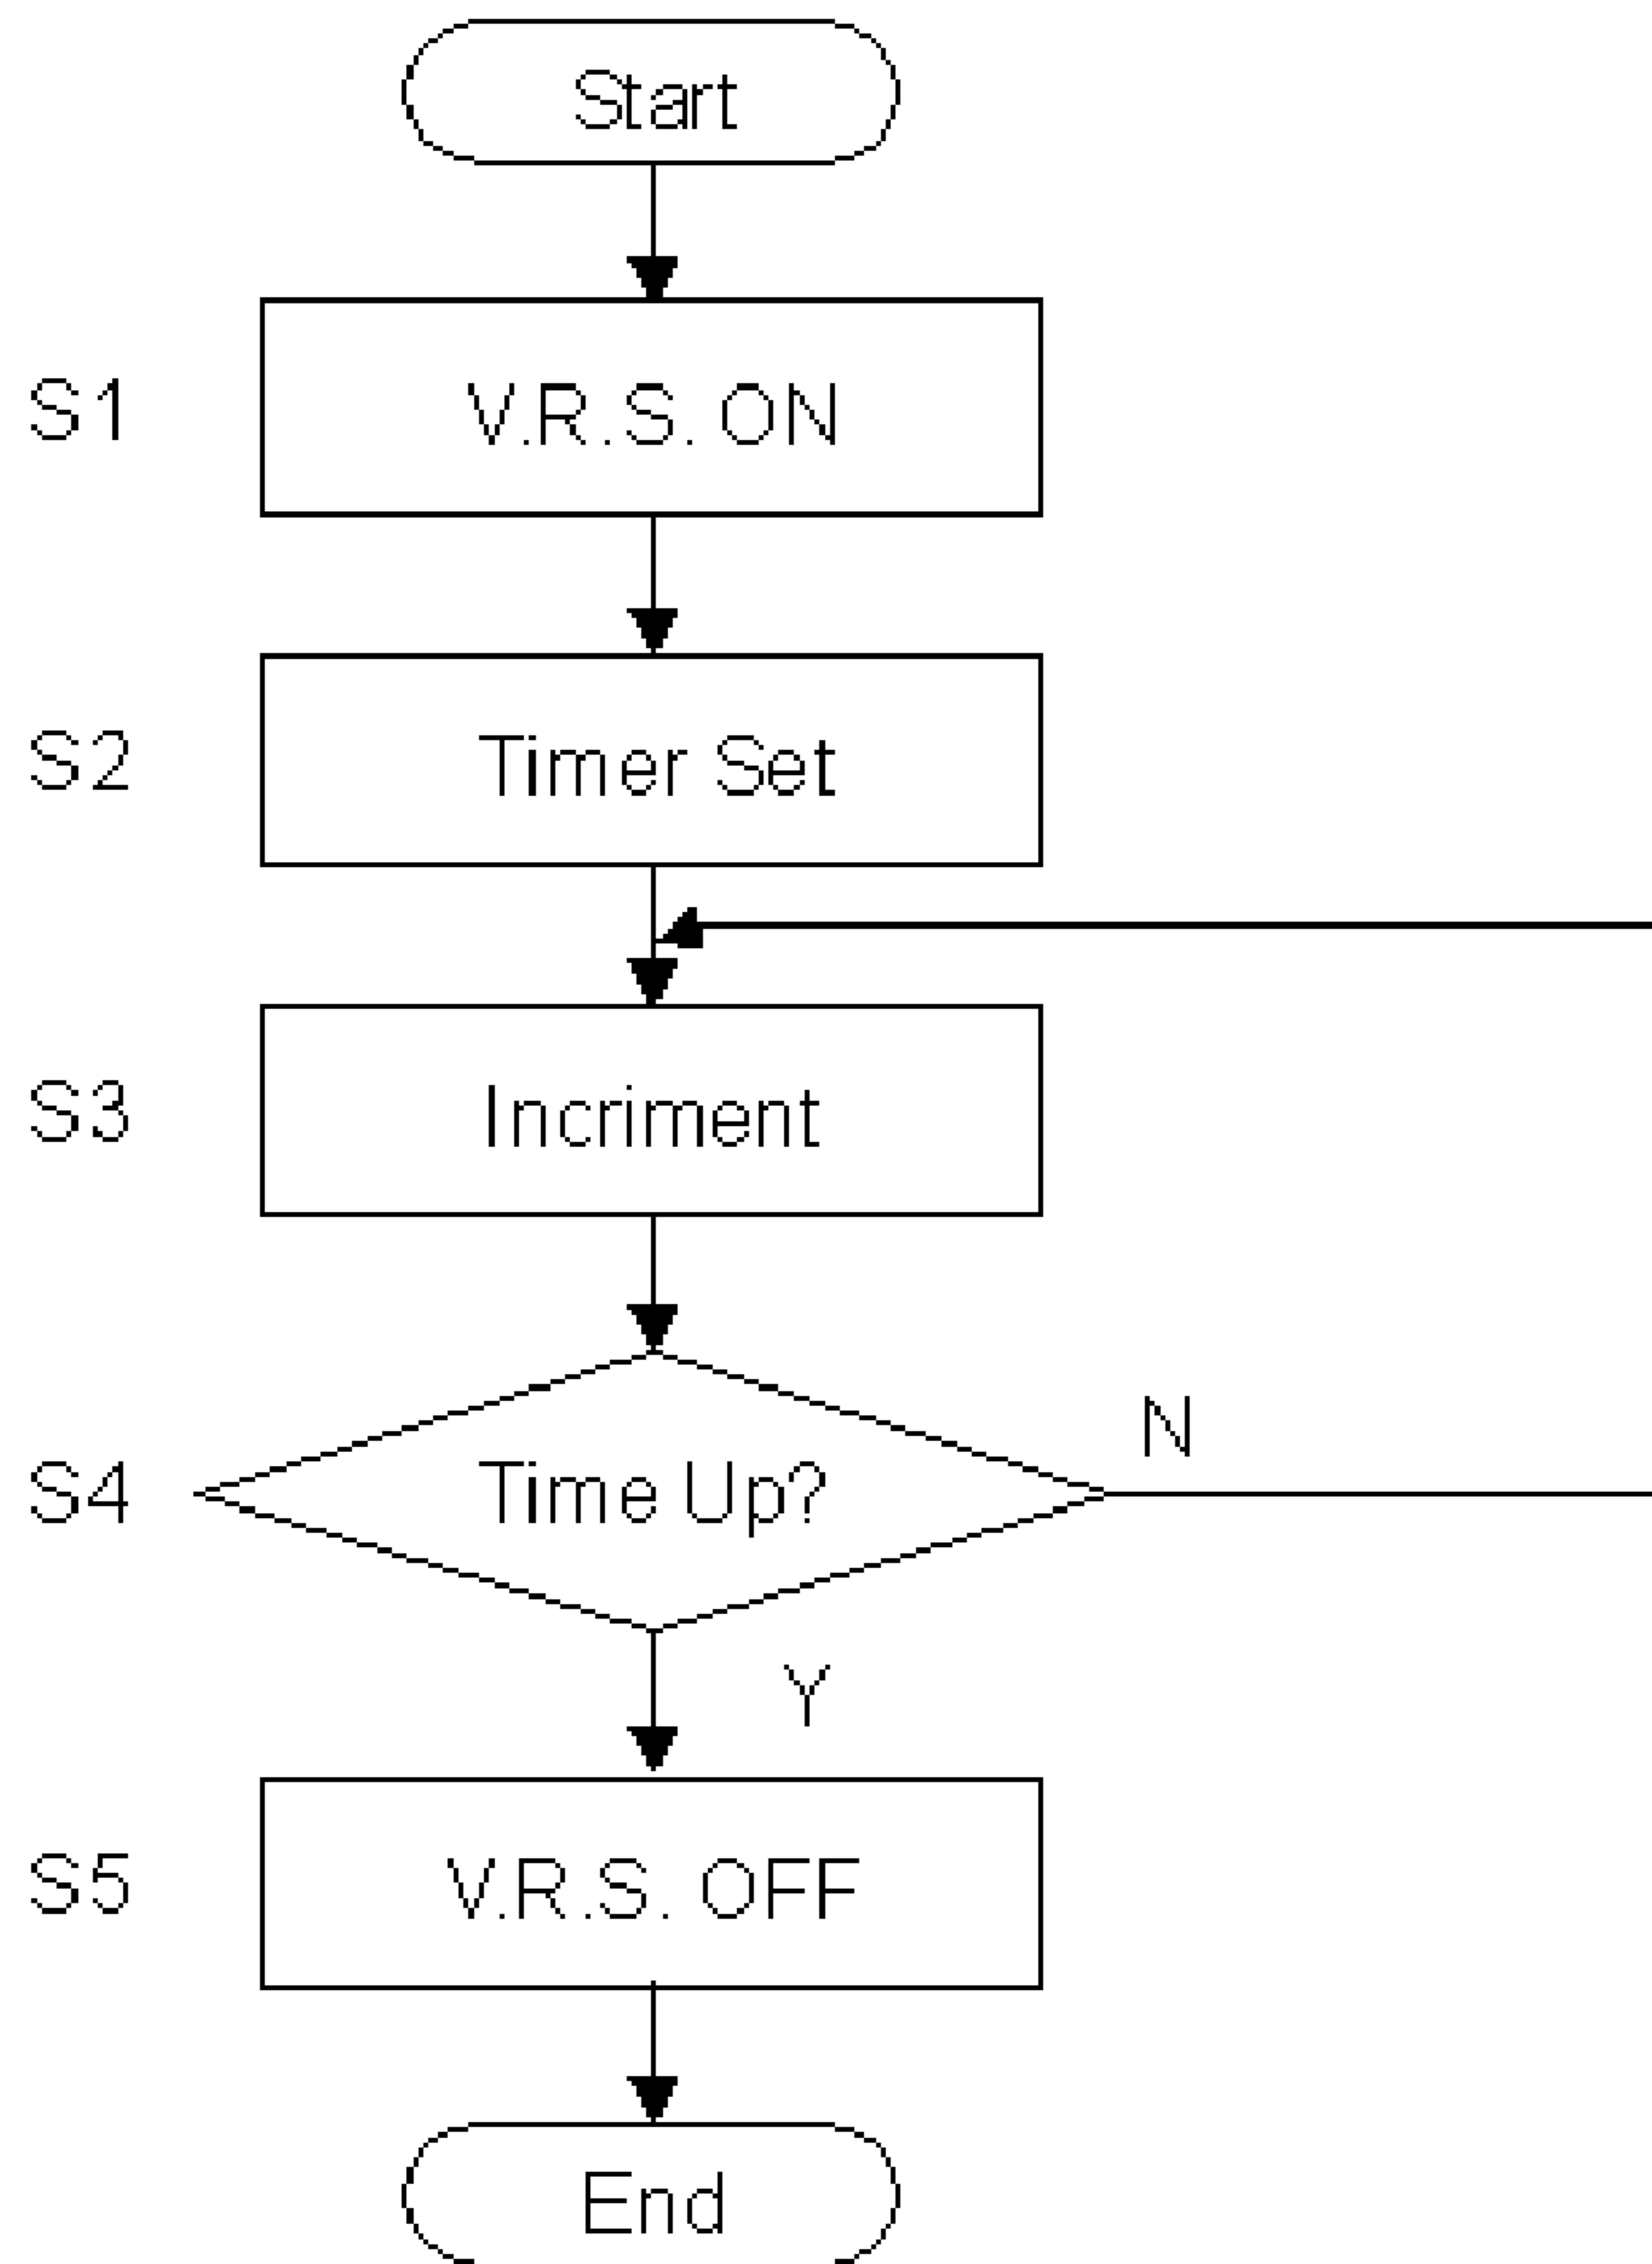 Start
S1 V.R.S. ON
S2 Timer Set
S3 Incriment
S4 Time Up? N
Y
S5 V.R.S. OFF
End